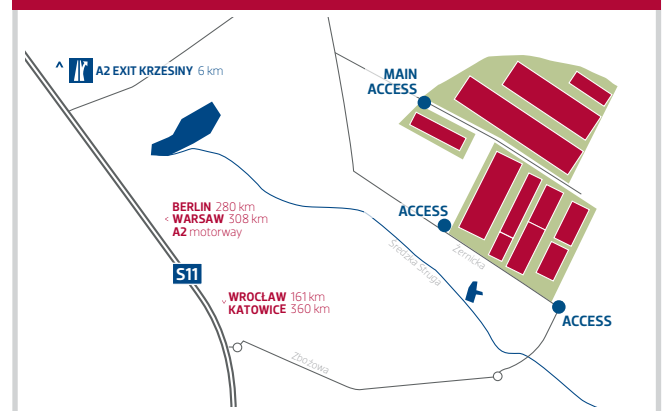 A2 EXIT KRZESINY 6 km
MAIN
ACCESS
BERLIN 280 km
WARSAW 308 km
A2 motorway
ACCESS
Średzka Struga
Żernicka
S11
WROCŁAW 161 km
KATOWICE 360 km
ACCESS
Zbożowa